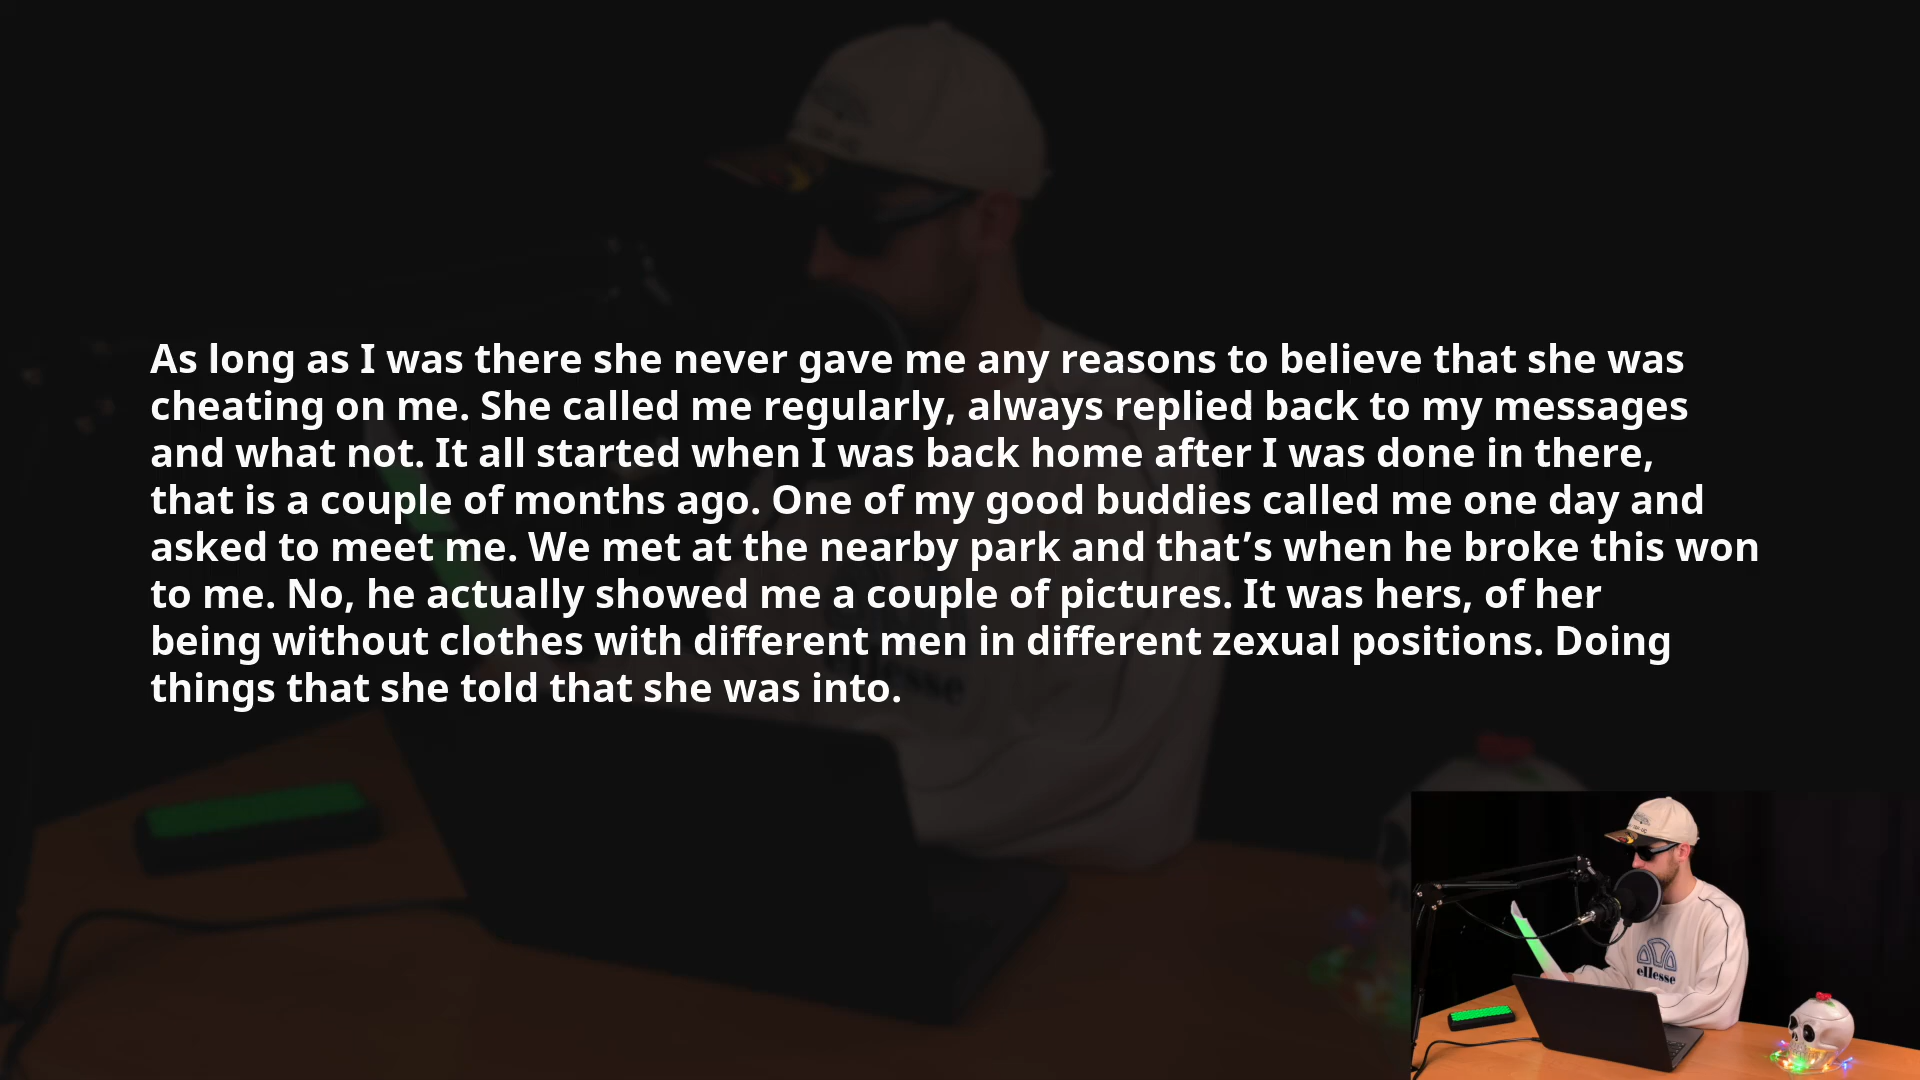 As long as I was there she never gave me any reasons to believe that she was
cheating on me. She called me regularly, always replied back to my messages
and what not. It all started when I was back home after I was done in there,
that is a couple of months ago. One of my good buddies called me one day and
asked to meet me. We met at the nearby park and that’s when he broke this won
to me. No, he actually showed me a couple of pictures. It was hers, of her
being without clothes with different men in different zexual positions. Doing
things that she told that she was into.
ellesse